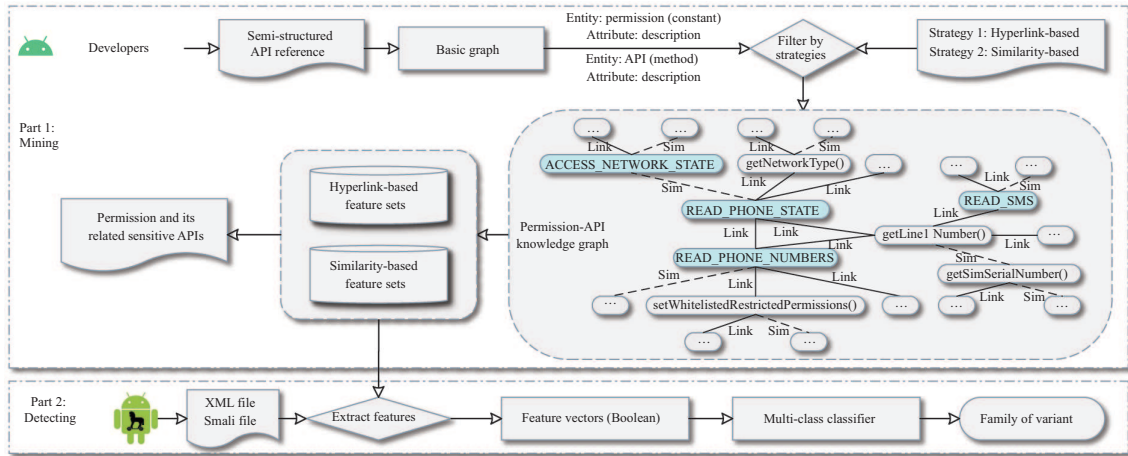 Developers
Semi-structured
API reference
Basic graph
Entity: permission (constant)
Attribute: description
Entity: API (method)
Attribute: description
Filter by
strategies
Strategy 1: Hyperlink-based
Strategy 2: Similarity-based
Part 1:
Mining
Permission and its
related sensitive APIs
Hyperlink-based
feature sets
Similarity-based
feature sets
Permission-API
knowledge graph
...
...
...
...
Link
Sim
Link
Sim
ACCESS_NETWORK_STATE
getNetworkType()
...
...
...
Sim
Link
Link
Link
Sim
READ_PHONE_STATE
READ_SMS
Link
Link
Link
getLine1 Number()
Link
...
READ_PHONE_NUMBERS
Link
Sim
Sim
Link
Link
getSimSerialNumber()
...
setWhitelistedRestrictedPermissions()
...
Link
Sim
...
...
Link
Sim
...
...
Part 2:
Detecting
XML file
Smali file
Extract features
Feature vectors (Boolean)
Multi-class classifier
Family of variant